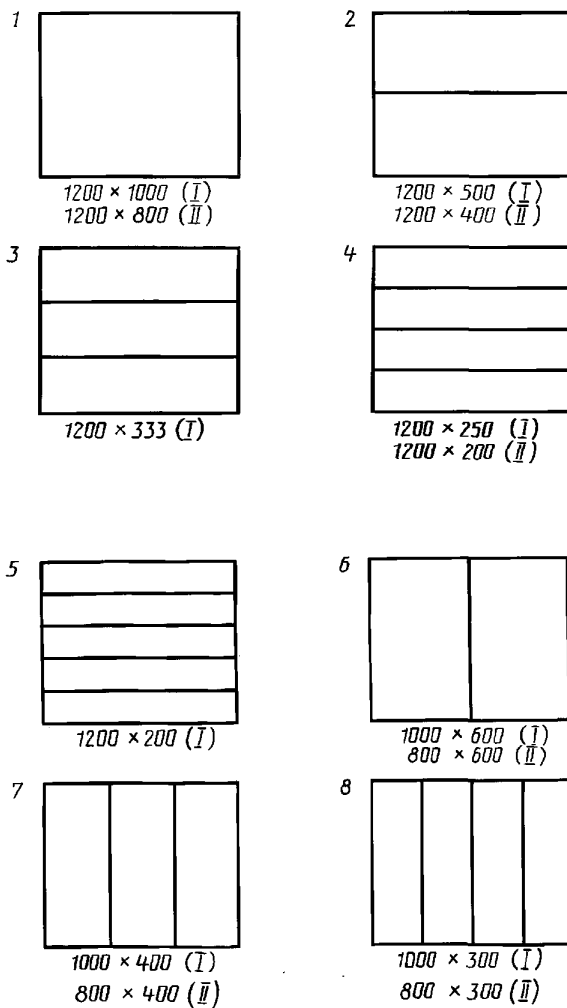 1
1200 × 1000 (I)
1200 × 800 (II)
2
1200 × 500 (I)
1200 × 400 (II)
3
1200 × 333 (I)
4
1200 × 250 (I)
1200 × 200 (II)
5
1200 × 200 (I)
6
1000 × 600 (I)
800 × 600 (II)
7
1000 × 400 (I)
800 × 400 (II)
8
1000 × 300 (I)
800 × 300 (II)